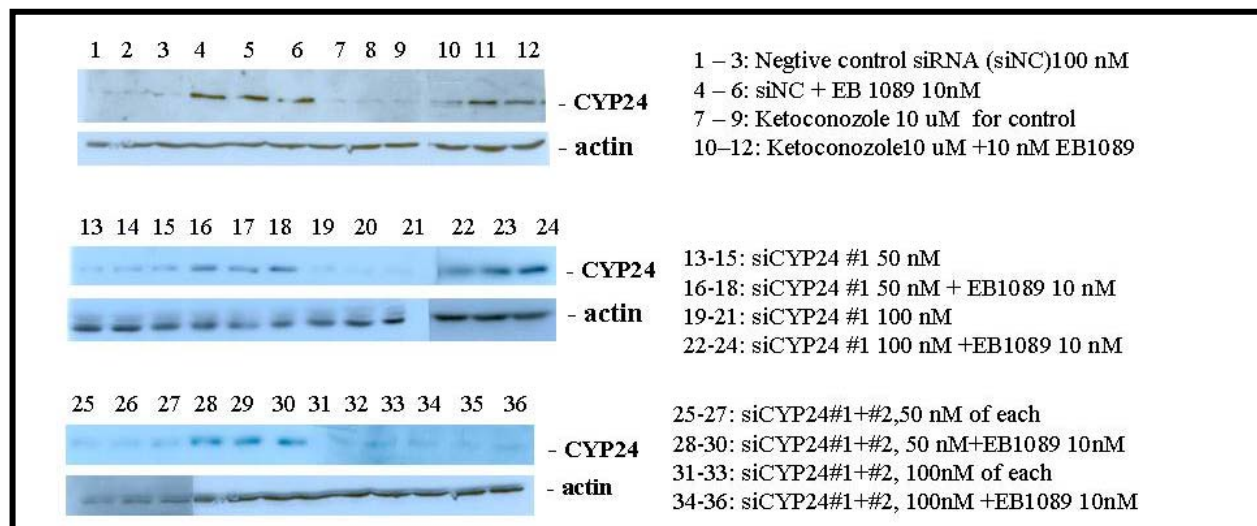 1 2 3 4 5 6 7 8 9 10 11 12
- CYP24
- actin
1 – 3: Negtive control siRNA (siNC)100 nM
4 – 6: siNC + EB 1089 10nM
7 – 9: Ketoconozole 10 uM for control
10–12: Ketoconozole10 uM +10 nM EB1089
13 14 15 16 17 18 19 20 21 22 23 24
- CYP24
- actin
13-15: siCYP24 #1 50 nM
16-18: siCYP24 #1 50 nM + EB1089 10 nM
19-21: siCYP24 #1 100 nM
22-24: siCYP24 #1 100 nM +EB1089 10 nM
25 26 27 28 29 30 31 32 33 34 35 36
- CYP24
- actin
25-27: siCYP24#1+#2,50 nM of each
28-30: siCYP24#1+#2, 50 nM+EB1089 10nM
31-33: siCYP24#1+#2, 100nM of each
34-36: siCYP24#1+#2, 100nM +EB1089 10nM